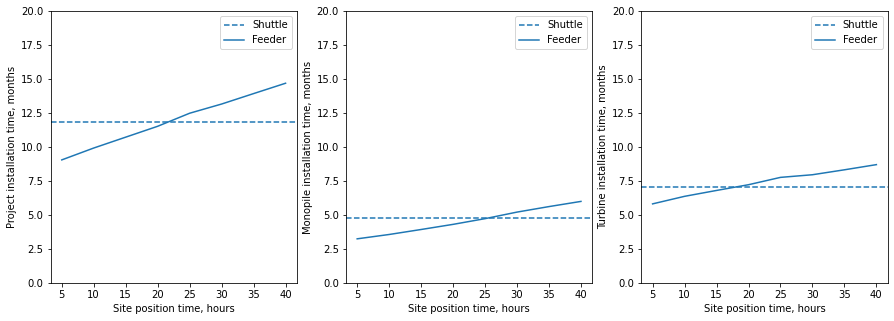 Project installation time, months
20.0
17.5
15.0
12.5
10.0
7.5
5.0
2.5
0.0
5 10 15 20 25 30 35 40
Site position time, hours
Shuttle
Feeder
Monopile installation time, months
20.0
17.5
15.0
12.5
10.0
7.5
5.0
2.5
0.0
5 10 15 20 25 30 35 40
Site position time, hours
Shuttle
Feeder
Turbine installation time, months
20.0
17.5
15.0
12.5
10.0
7.5
5.0
2.5
0.0
5 10 15 20 25 30 35 40
Site position time, hours
Shuttle
Feeder